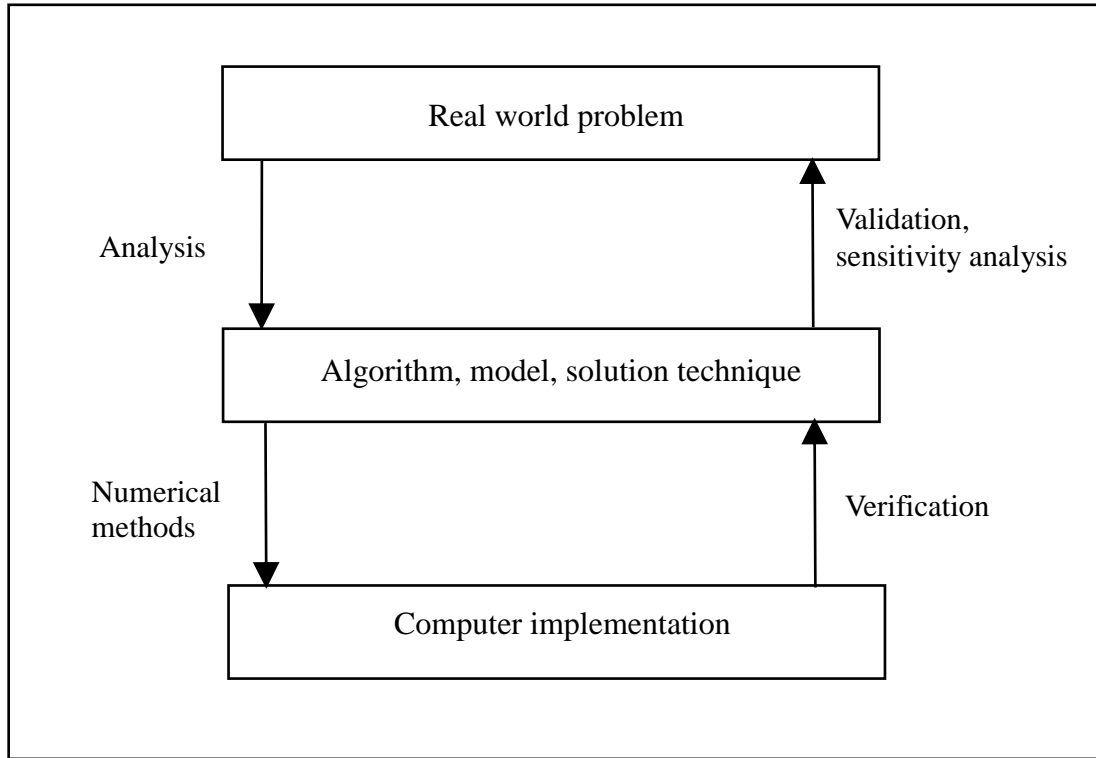 Real world problem
Analysis
Validation,
sensitivity analysis
Algorithm, model, solution technique
Numerical
methods
Verification
Computer implementation